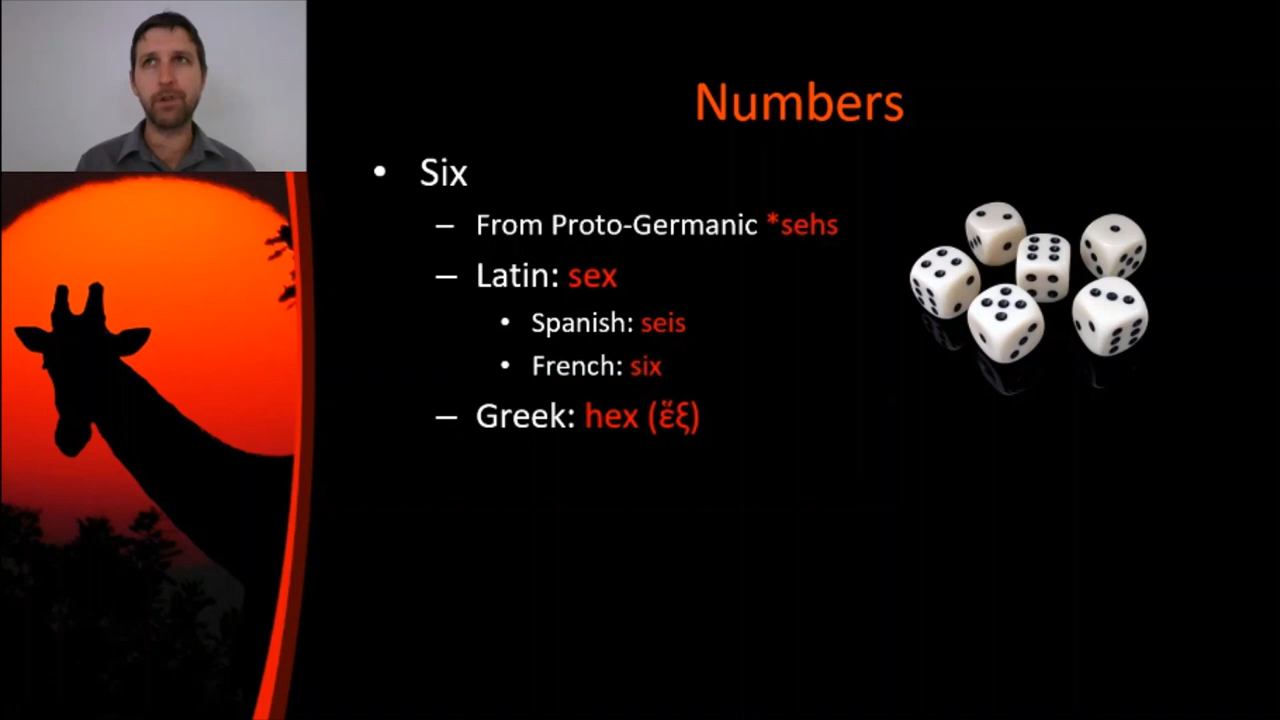 Numbers
• Six
– From Proto-Germanic *sehs
– Latin: sex
• Spanish: seis
• French: six
– Greek: hex (ἕξ)